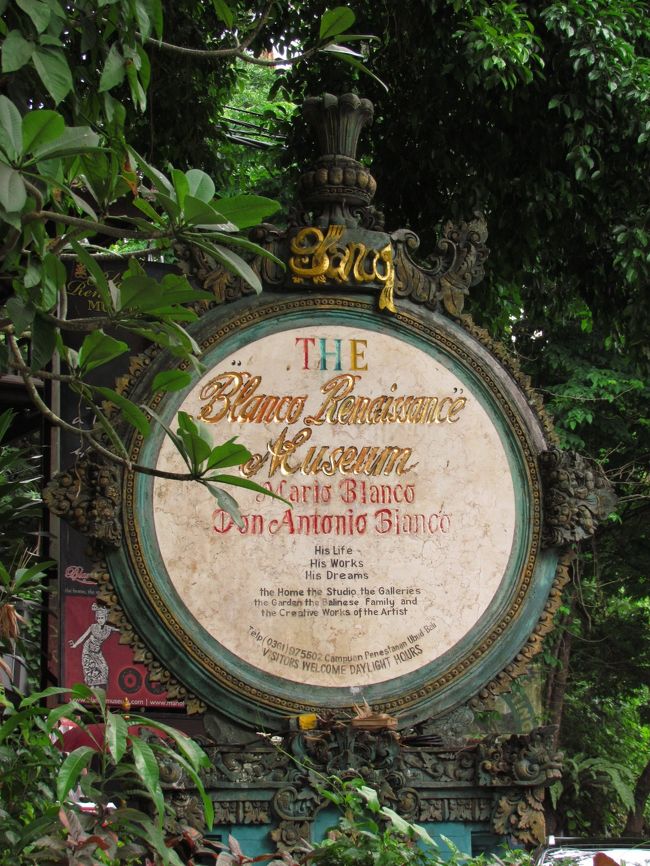 THE
"Blanco Renaissance"
Museum
Mario Blanco
Don Antonio Blanco
His Life
His Works
His Dreams
the Home the Studio the Galleries
the Garden the Balinese Family and
the Creative Works of the Artist
Telp (0361) 975502 Campuan Penestanan Ubud Bali
VISITORS WELCOME DAYLIGHT HOURS